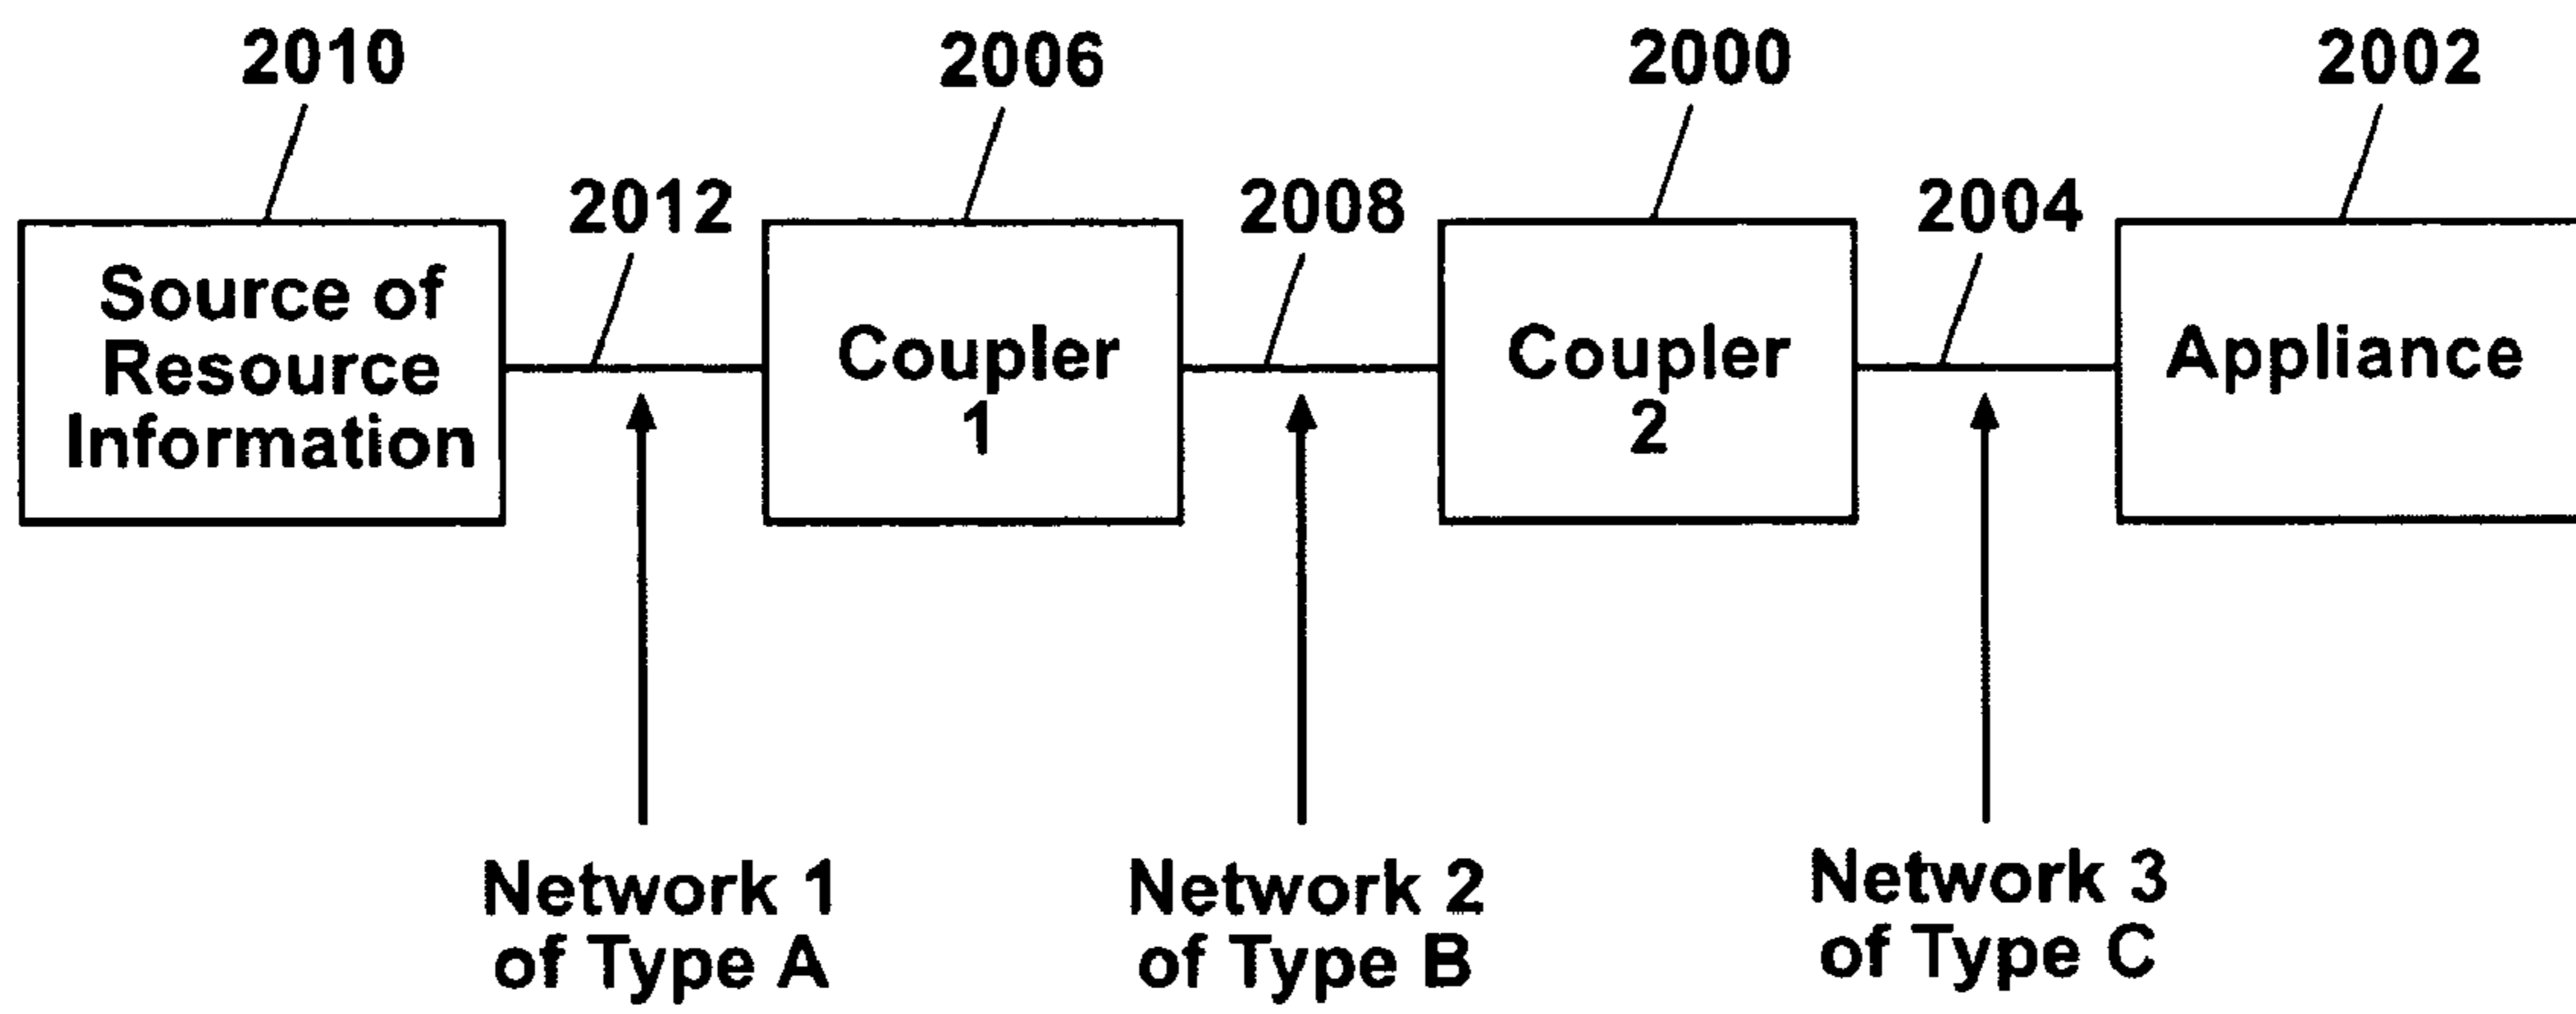 2010
2006
2000
2002
2012
2008
2004
Source of
Resource
Information
Coupler
1
Coupler
2
Appliance
Network 1
of Type A
Network 2
of Type B
Network 3
of Type C